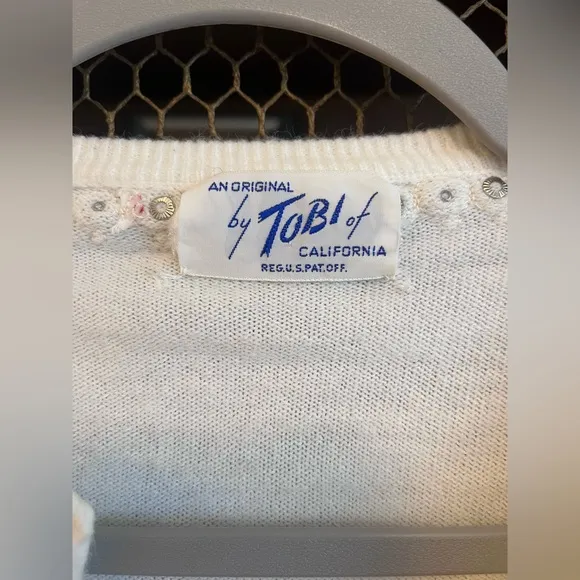 AN ORIGINAL
by TOBI of
CALIFORNIA
REG.U.S.PAT.OFF.